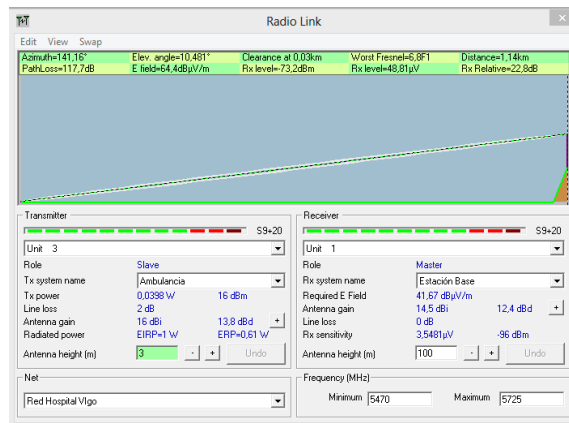 Radio Link
Edit View Swap
Azimuth=141,16° Elev. angle=10,481° Clearance at 0,03km Worst Fresnel=6,8F1 Distance=1,14km
PathLoss=117,7dB E field=64,4dBµV/m Rx level=-73,2dBm Rx level=48,81µV Rx Relative=22,8dB
Transmitter
S9+20
Unit 3
Role Slave
Tx system name Ambulancia
Tx power 0,0398 W 16 dBm
Line loss 2 dB
Antenna gain 16 dBi 13,8 dBd +
Radiated power EIRP=1 W ERP=0,61 W
Antenna height (m) 3 - + Undo
Receiver
S9+20
Unit 1
Role Master
Rx system name Estación Base
Required E Field 41,67 dBµV/m
Antenna gain 14,5 dBi 12,4 dBd +
Line loss 0 dB
Rx sensitivity 3,5481µV -96 dBm
Antenna height (m) 100 - + Undo
Net
Red Hospital VIgo
Frequency (MHz)
Minimum 5470 Maximum 5725